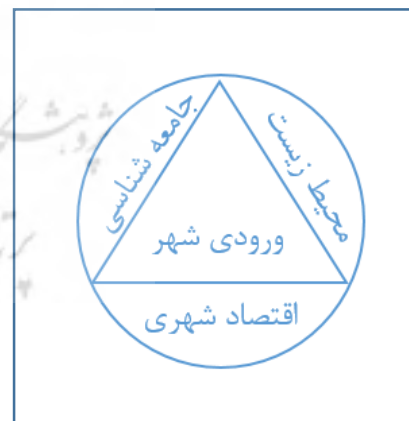 جامعه شناسی
محیط زیست
ورودی شهر
اقتصاد شهری